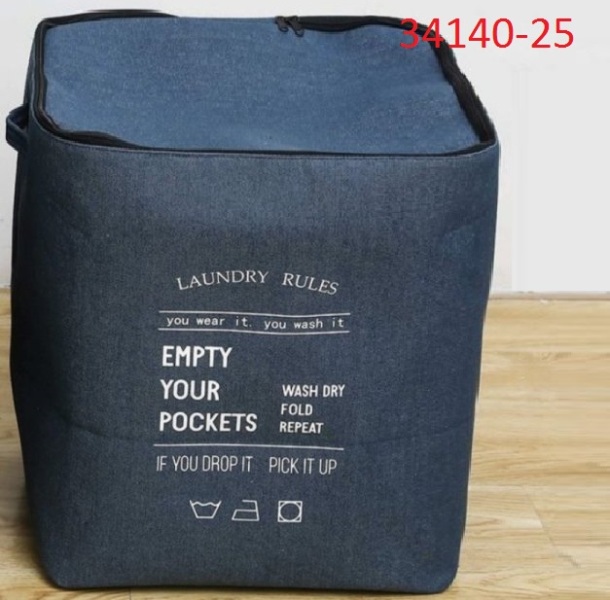 34140-25
LAUNDRY RULES
you wear it. you wash it
EMPTY
YOUR
POCKETS
WASH DRY
FOLD
REPEAT
IF YOU DROP IT PICK IT UP